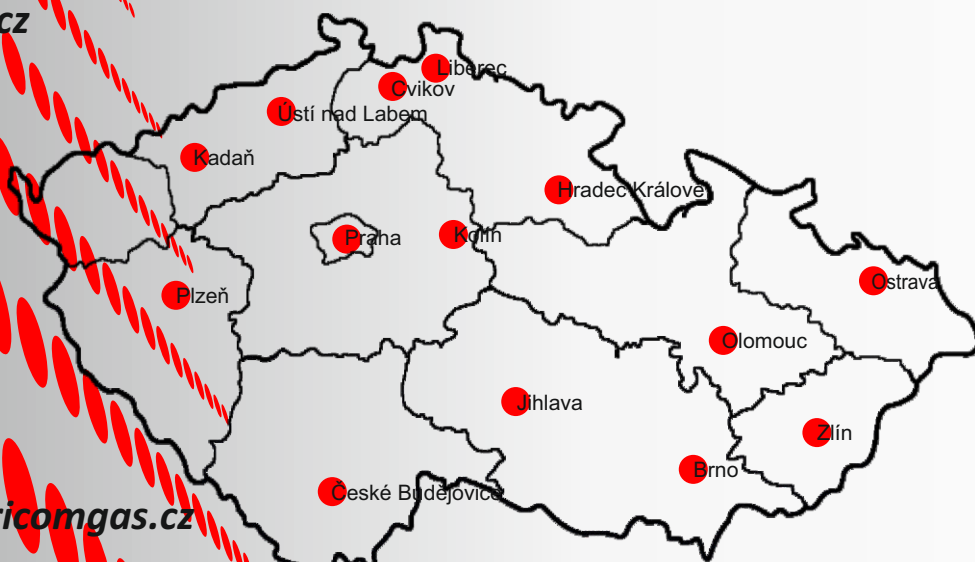 cz
Liberec
Cvikov
Ústí nad Labem
Kadaň
Hradec Králové
Praha
Kolín
Ostrava
Plzeň
Olomouc
Jihlava
Zlín
Brno
České Budějovice
ricomgas.cz